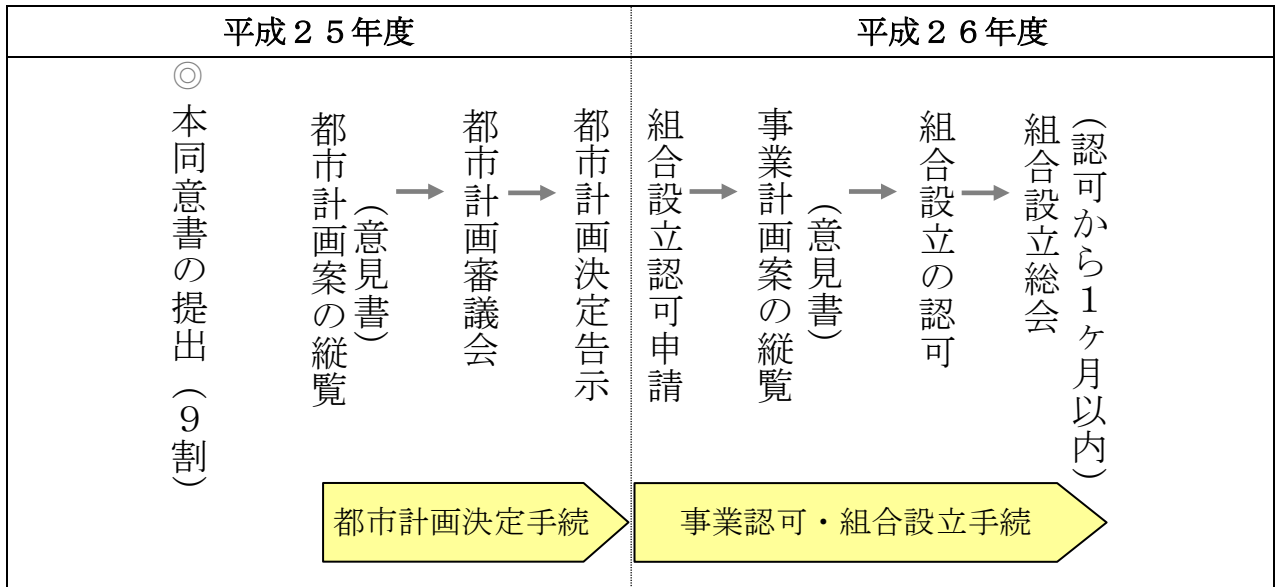 平成２５年度
平成２６年度
◎本同意書の提出（９割）
都市計画案の縦覧
（意見書）
都市計画審議会
都市計画決定告示
組合設立認可申請
事業計画案の縦覧
（意見書）
組合設立の認可
組合設立総会
（認可から１ヶ月以内）
都市計画決定手続
事業認可・組合設立手続